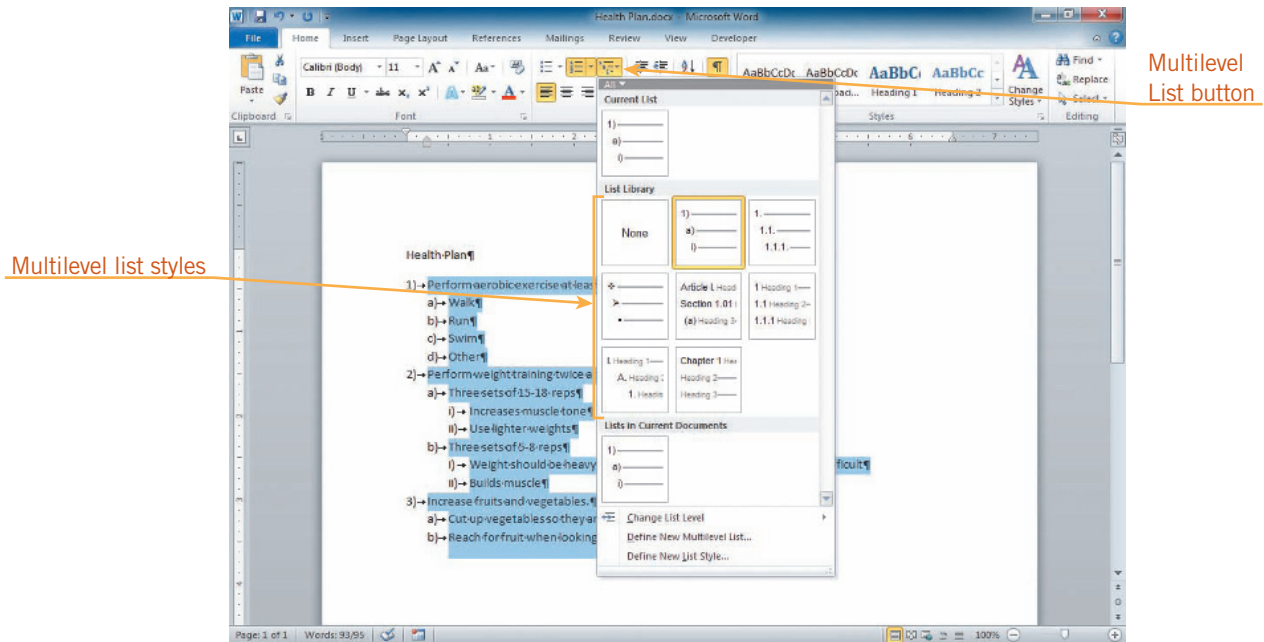 Health Plan.docx - Microsoft Word
File Home Insert Page Layout References Mailings Review View Developer
Calibri (Body) 11
Find
Replace
Select
Paste
AaBbCcDc AaBbCcDc AaBbC AaBbCc
Heading 1 Heading 2
Change Styles
Clipboard Font Styles Editing
Multilevel
List button
Multilevel list styles
Health Plan¶
1) Perform aerobic exercise at leas
a) Walk¶
b) Run¶
c) Swim¶
d) Other¶
2) Perform weight training twice a
a) Three sets of 15-18 reps¶
i) Increases muscle tone¶
ii) Use lighter weights¶
b) Three sets of 6-8 reps¶
i) Weight should be heavy
ficult¶
ii) Builds muscle¶
3) Increase fruits and vegetables.¶
a) Cut up vegetables so they ar
b) Reach for fruit when looking
All
Current List
1)
a)
i)
List Library
None
1)
a)
i)
1.
1.1.
1.1.1.
Article I. Head
Section 1.01
(a) Heading 3
1 Heading 1
1.1 Heading 2
1.1.1 Heading
I. Heading 1
A. Heading
1. Headin
Chapter 1 Hea
Heading 2
Heading 3
Lists in Current Documents
1)
a)
i)
Change List Level
Define New Multilevel List...
Define New List Style...
Page: 1 of 1 Words: 93/95 100%